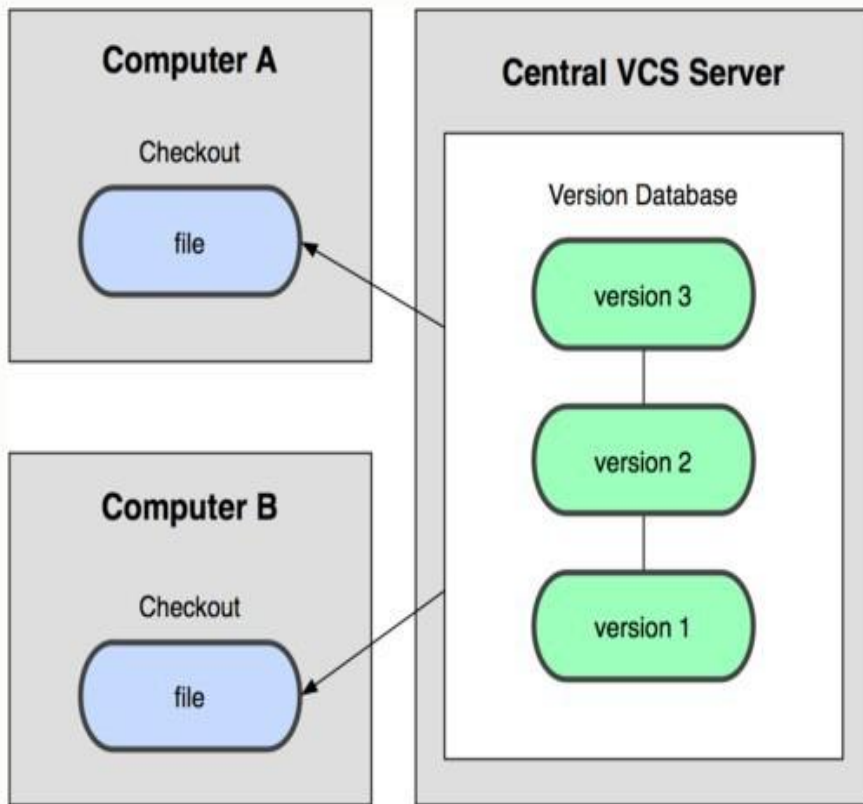 Computer A
Checkout
file
Computer B
Checkout
file
Central VCS Server
Version Database
version 3
version 2
version 1